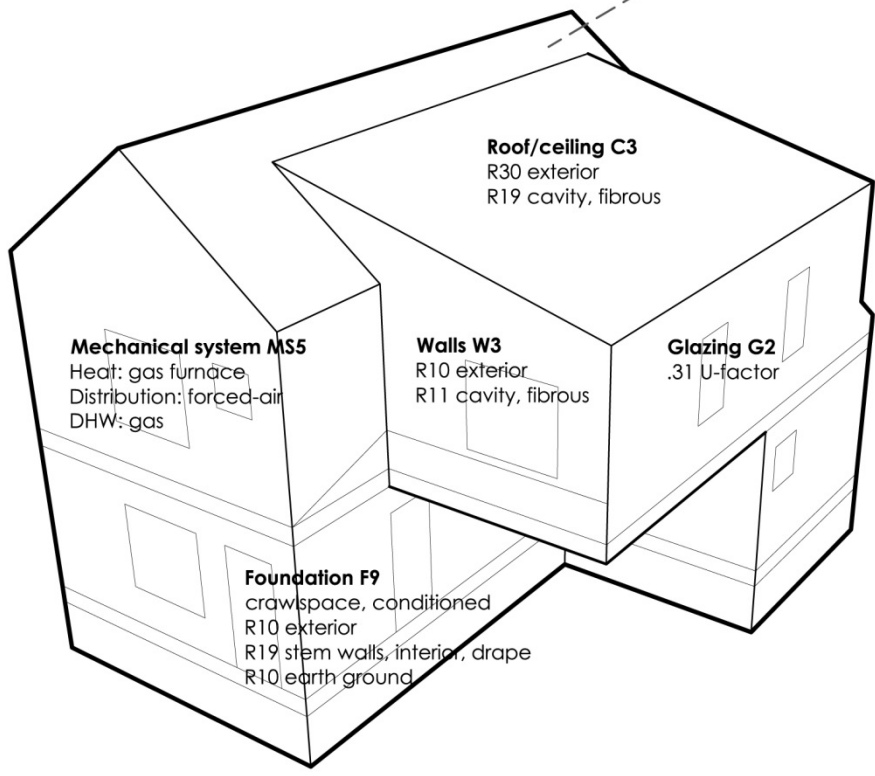 Roof/ceiling C3
R30 exterior
R19 cavity, fibrous
Mechanical system MS5
Heat: gas furnace
Distribution: forced-air
DHW: gas
Walls W3
R10 exterior
R11 cavity, fibrous
Glazing G2
.31 U-factor
Foundation F9
crawlspace, conditioned
R10 exterior
R19 stem walls, interior, drape
R10 earth ground